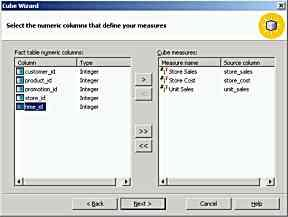 Cube Wizard
Select the numeric columns that define your measures
Fact table numeric columns:
Column Type
customer_id Integer
product_id Integer
promotion_id Integer
store_id Integer
time_id Integer
>
<
>>
<<
Cube measures:
Measure name Source column
Store Sales store_sales
Store Cost store_cost
Unit Sales unit_sales
< Back
Next >
Cancel
Help